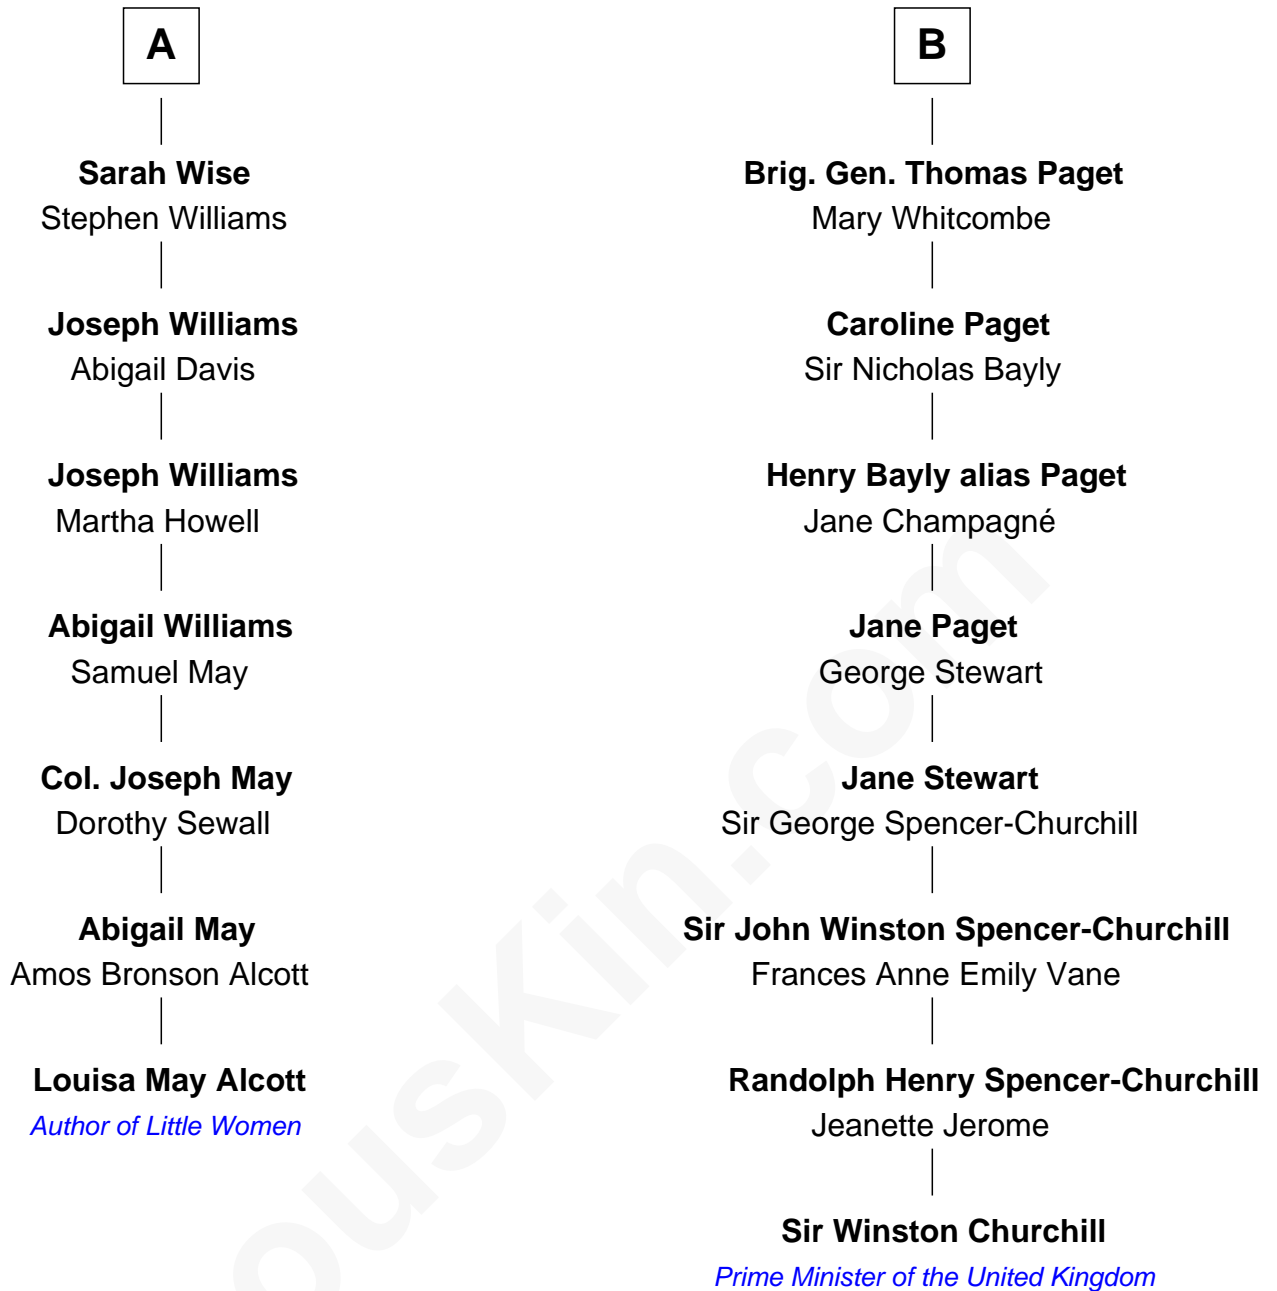 A
Sarah Wise
Stephen Williams
Joseph Williams
Abigail Davis
Joseph Williams
Martha Howell
Abigail Williams
Samuel May
Col. Joseph May
Dorothy Sewall
Abigail May
Amos Bronson Alcott
Louisa May Alcott
Author of Little Women
B
Brig. Gen. Thomas Paget
Mary Whitcombe
Caroline Paget
Sir Nicholas Bayly
Henry Bayly alias Paget
Jane Champagné
Jane Paget
George Stewart
Jane Stewart
Sir George Spencer-Churchill
Sir John Winston Spencer-Churchill
Frances Anne Emily Vane
Randolph Henry Spencer-Churchill
Jeanette Jerome
Sir Winston Churchill
Prime Minister of the United Kingdom
ousKin.com